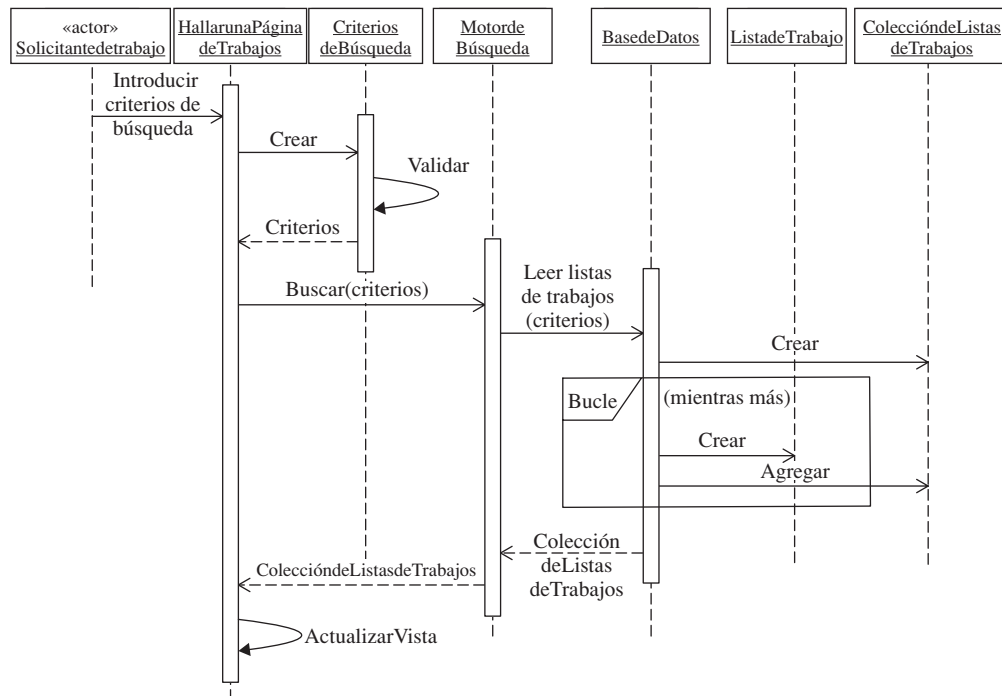 «actor»
Solicitantedetrabajo
HallarunaPágina
deTrabajos
Criterios
deBúsqueda
Motorde
Búsqueda
BasedeDatos
ListadeTrabajo
ColeccióndeListas
deTrabajos
Introducir
criterios de
búsqueda
Crear
Validar
Criterios
Buscar(criterios)
Leer listas
de trabajos
(criterios)
Crear
Bucle
(mientras más)
Crear
Agregar
Colección
deListas
deTrabajos
ColeccióndeListasdeTrabajos
ActualizarVista